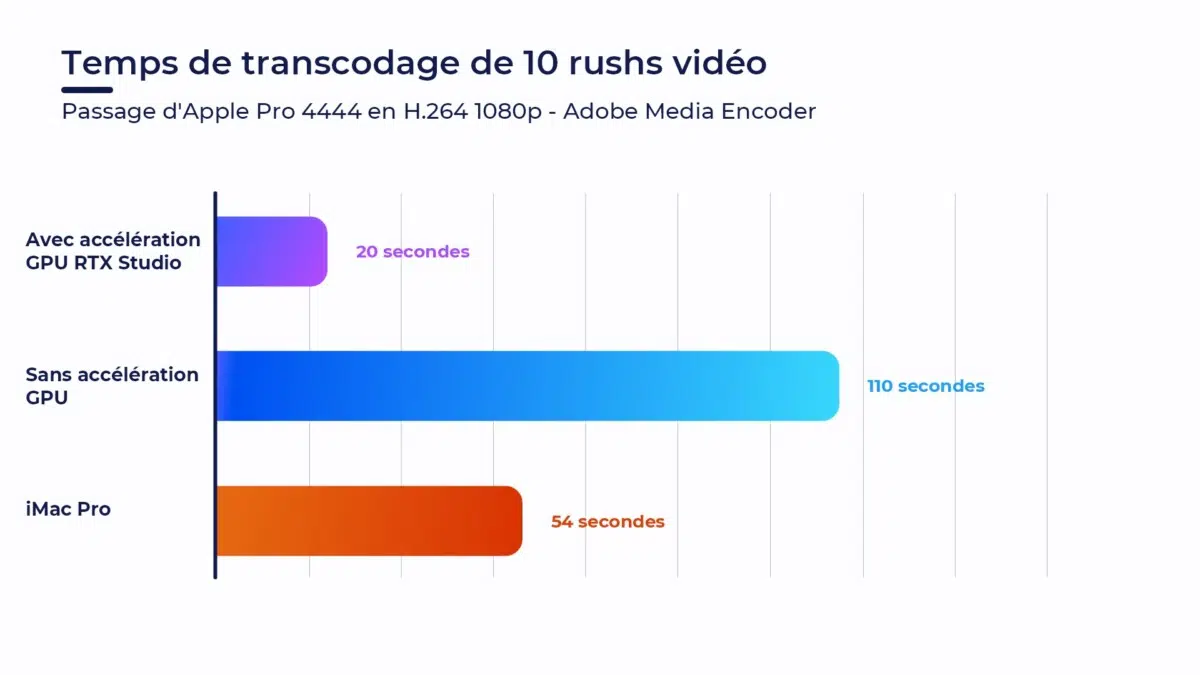 Temps de transcodage de 10 rushs vidéo
Passage d'Apple Pro 4444 en H.264 1080p - Adobe Media Encoder
Avec accélération
GPU RTX Studio
20 secondes
Sans accélération
GPU
110 secondes
iMac Pro
54 secondes